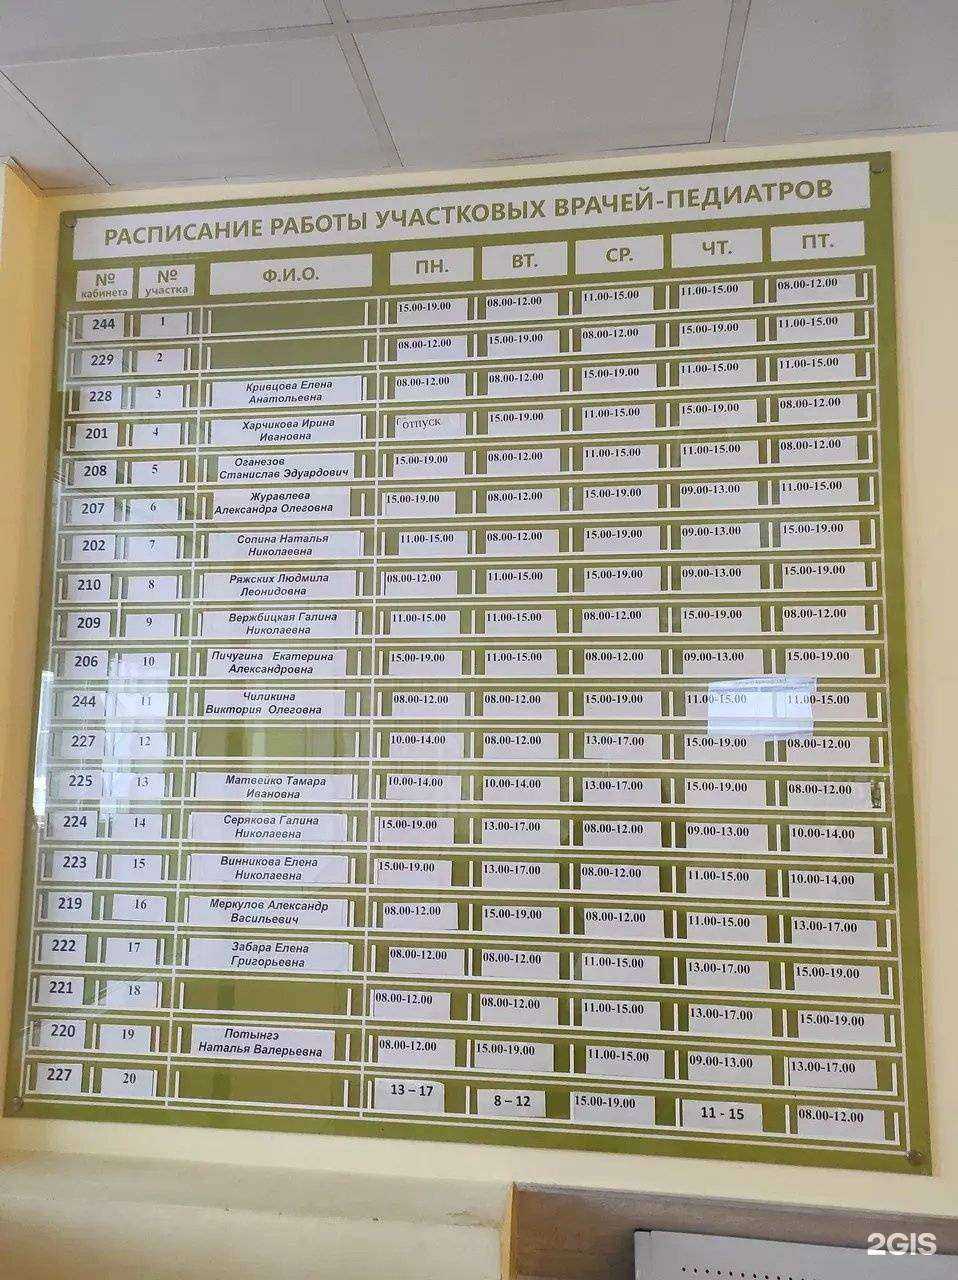 РАСПИСАНИЕ РАБОТЫ УЧАСТКОВЫХ ВРАЧЕЙ-ПЕДИАТРОВ
№ кабинета № участка Ф.И.О. ПН. ВТ. СР. ЧТ. ПТ.
244 1 15.00-19.00 08.00-12.00 11.00-15.00 11.00-15.00 08.00-12.00
229 2 08.00-12.00 15.00-19.00 08.00-12.00 15.00-19.00 11.00-15.00
228 3 Кривцова Елена Анатольевна 08.00-12.00 08.00-12.00 15.00-19.00 11.00-15.00 11.00-15.00
201 4 Харчикова Ирина Ивановна отпуск 15.00-19.00 11.00-15.00 15.00-19.00 08.00-12.00
208 5 Оганезов Станислав Эдуардович 15.00-19.00 08.00-12.00 11.00-15.00 11.00-15.00 08.00-12.00
207 6 Журавлева Александра Олеговна 15.00-19.00 08.00-12.00 15.00-19.00 09.00-13.00 11.00-15.00
202 7 Сопина Наталья Николаевна 11.00-15.00 08.00-12.00 15.00-19.00 09.00-13.00 15.00-19.00
210 8 Ряжских Людмила Леонидовна 08.00-12.00 11.00-15.00 15.00-19.00 09.00-13.00 15.00-19.00
209 9 Вержбицкая Галина Николаевна 11.00-15.00 11.00-15.00 08.00-12.00 15.00-19.00 08.00-12.00
206 10 Пичугина Екатерина Александровна 15.00-19.00 11.00-15.00 08.00-12.00 09.00-13.00 15.00-19.00
244 11 Чиликина Виктория Олеговна 08.00-12.00 08.00-12.00 15.00-19.00 11.00-15.00 11.00-15.00
227 12 10.00-14.00 08.00-12.00 13.00-17.00 15.00-19.00 08.00-12.00
225 13 Матвейко Тамара Ивановна 10.00-14.00 10.00-14.00 13.00-17.00 15.00-19.00 08.00-12.00
224 14 Серякова Галина Николаевна 15.00-19.00 13.00-17.00 08.00-12.00 09.00-13.00 10.00-14.00
223 15 Винникова Елена Николаевна 15.00-19.00 13.00-17.00 08.00-12.00 11.00-15.00 10.00-14.00
219 16 Меркулов Александр Васильевич 08.00-12.00 15.00-19.00 08.00-12.00 11.00-15.00 13.00-17.00
222 17 Забара Елена Григорьевна 08.00-12.00 08.00-12.00 11.00-15.00 13.00-17.00 15.00-19.00
221 18 08.00-12.00 08.00-12.00 11.00-15.00 13.00-17.00 15.00-19.00
220 19 Потынгэ Наталья Валерьевна 08.00-12.00 15.00-19.00 11.00-15.00 09.00-13.00 13.00-17.00
227 20 13 – 17 8 – 12 15.00-19.00 11 - 15 08.00-12.00
2GIS